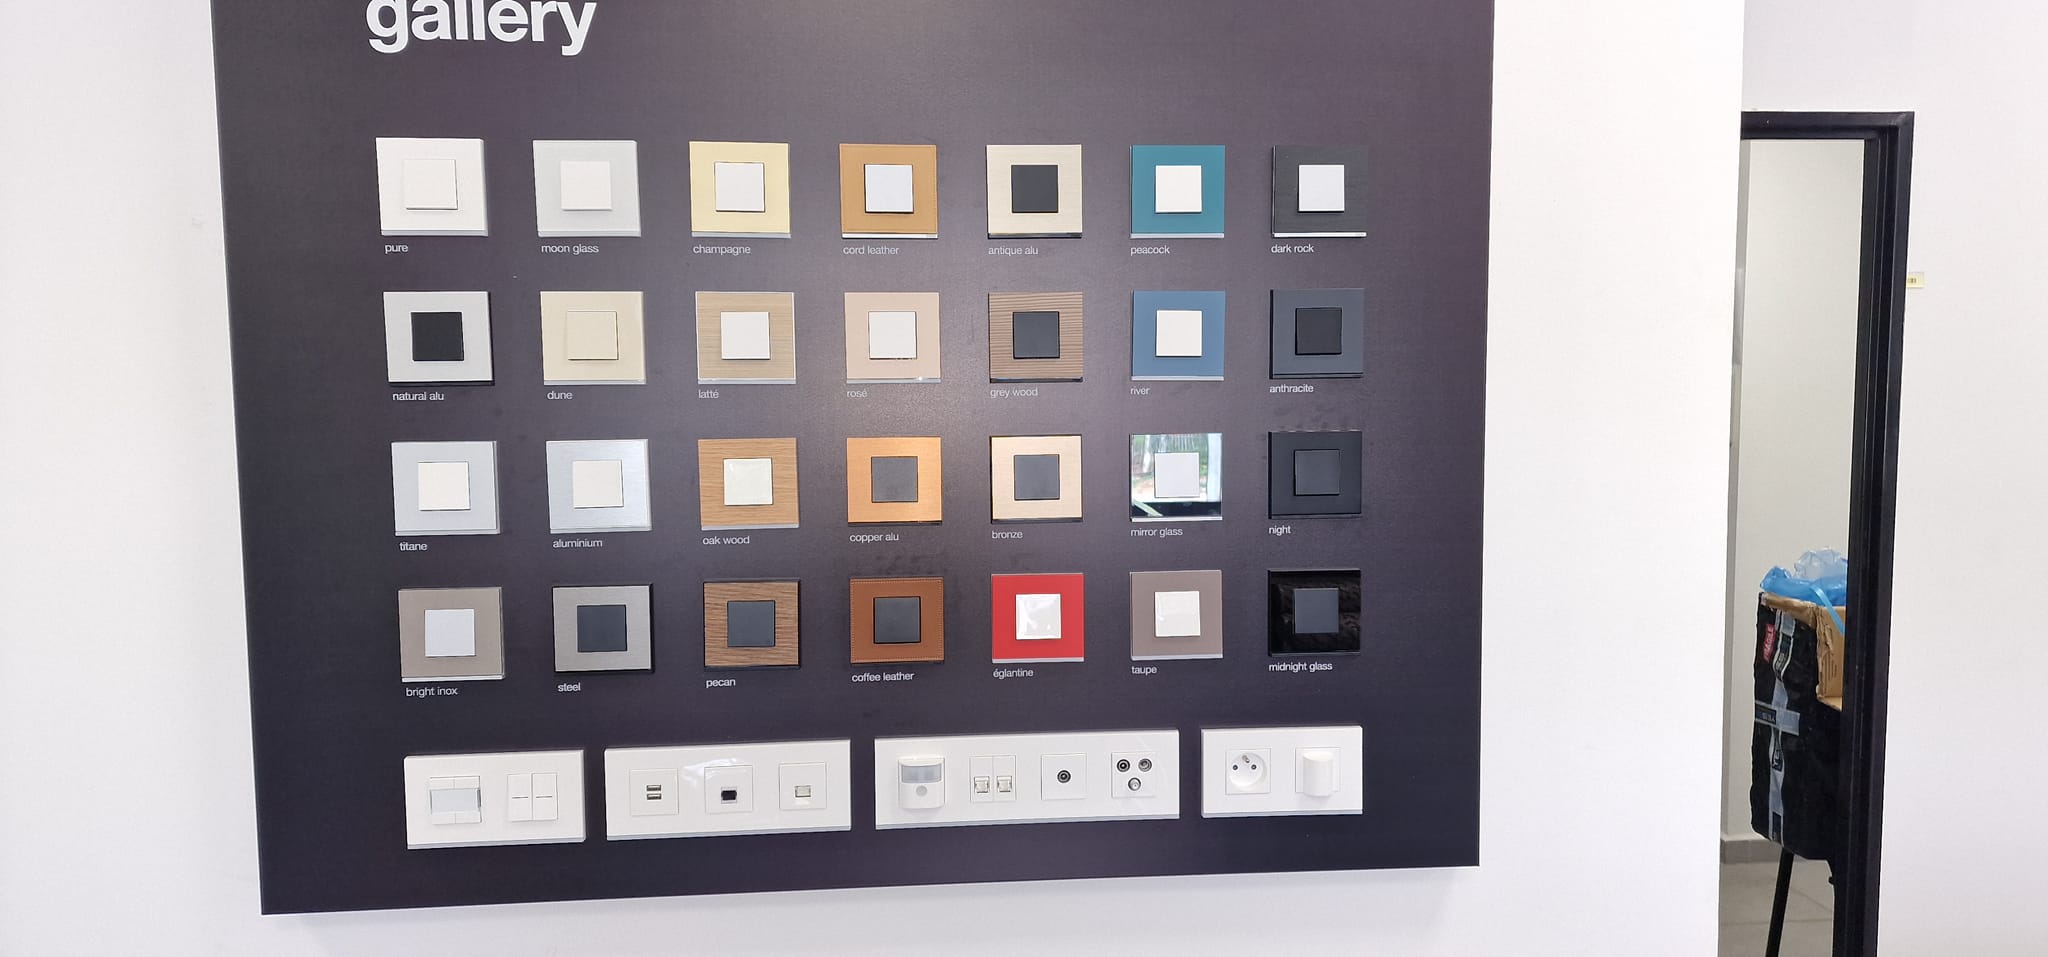 gallery
pure
moon glass
champagne
cord leather
antique alu
peacock
dark rock
natural alu
dune
latté
rosé
grey wood
river
anthracite
titane
aluminium
oak wood
copper alu
bronze
mirror glass
night
bright inox
steel
pecan
coffee leather
églantine
taupe
midnight glass
FRAGILE